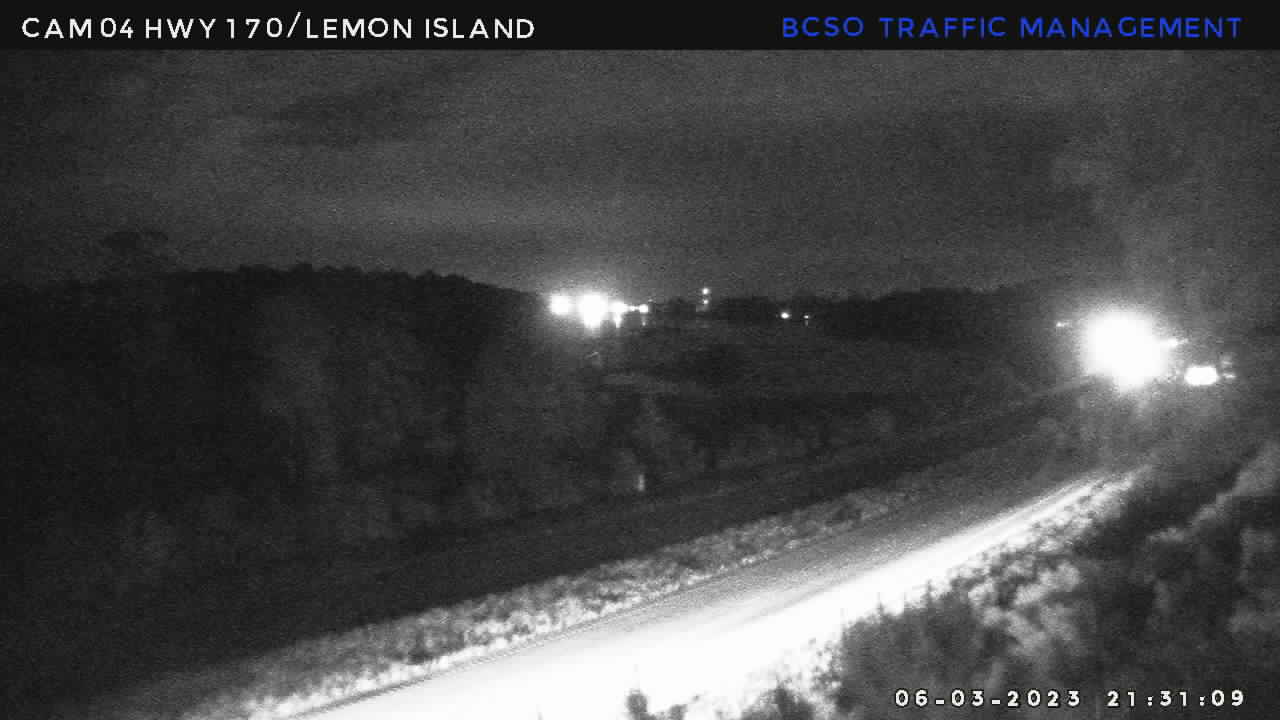 CAM04 HWY 170/LEMON ISLAND BCSO TRAFFIC MANAGEMENT
06-03-2023 21:31:09